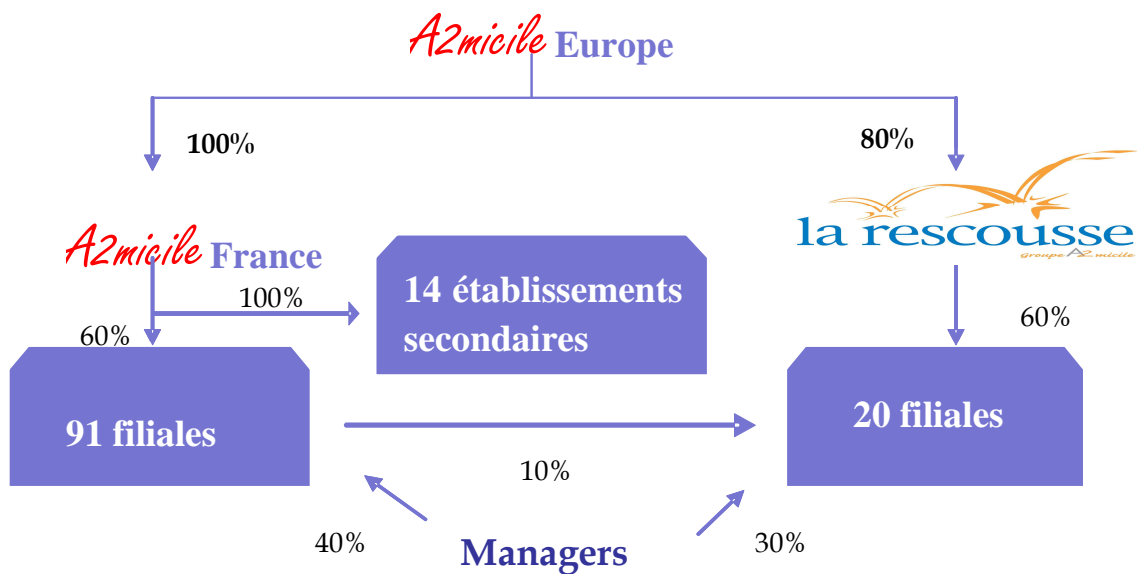 A2micile Europe
100%
80%
la rescousse
groupe A2micile
A2micile France
100%
14 établissements
secondaires
60%
60%
91 filiales
20 filiales
10%
40%
Managers
30%